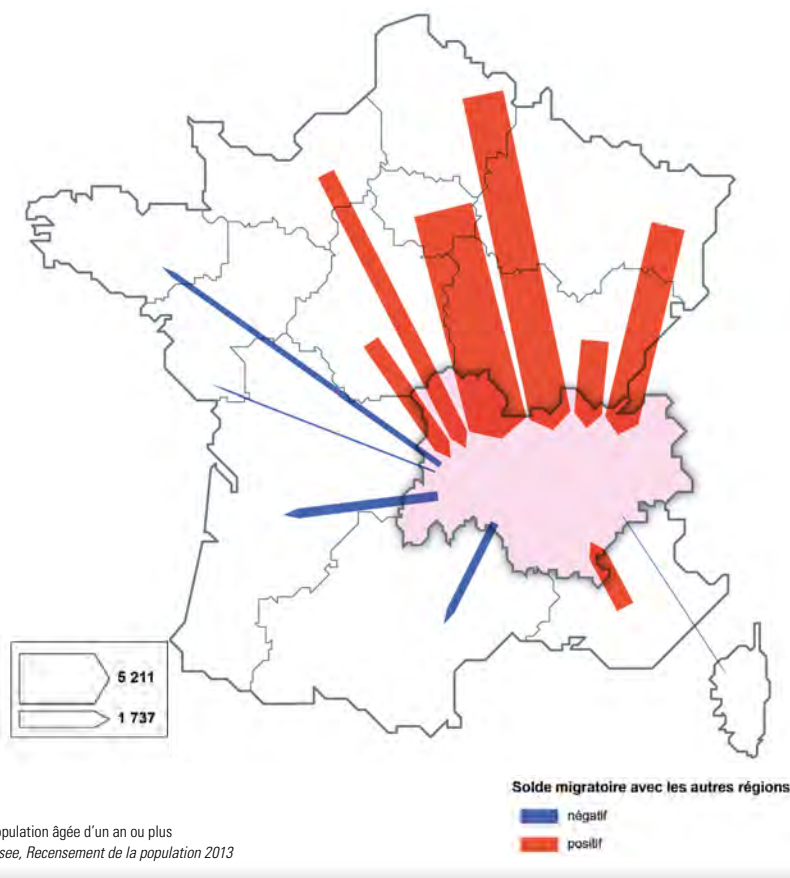 5 211
1 737
Solde migratoire avec les autres régions
négatif
positif
opulation âgée d'un an ou plus
see, Recensement de la population 2013